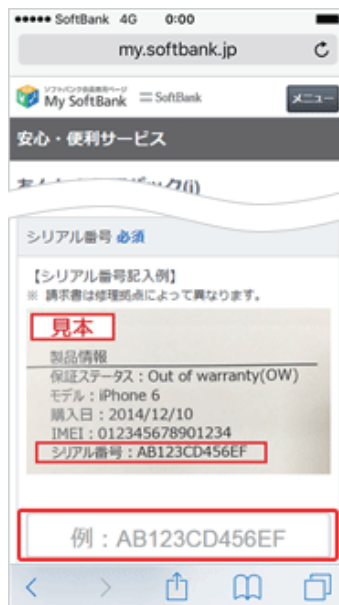 SoftBank 4G 0:00
my.softbank.jp
ソフトバンク会員専用ページ
My SoftBank
SoftBank
メニュー
安心・便利サービス
シリアル番号 必須
【シリアル番号記入例】
※ 請求書は修理拠点によって異なります。
見本
製品情報
保証ステータス：Out of warranty(OW)
モデル：iPhone 6
購入日：2014/12/10
IMEI：012345678901234
シリアル番号：AB123CD456EF
例：AB123CD456EF